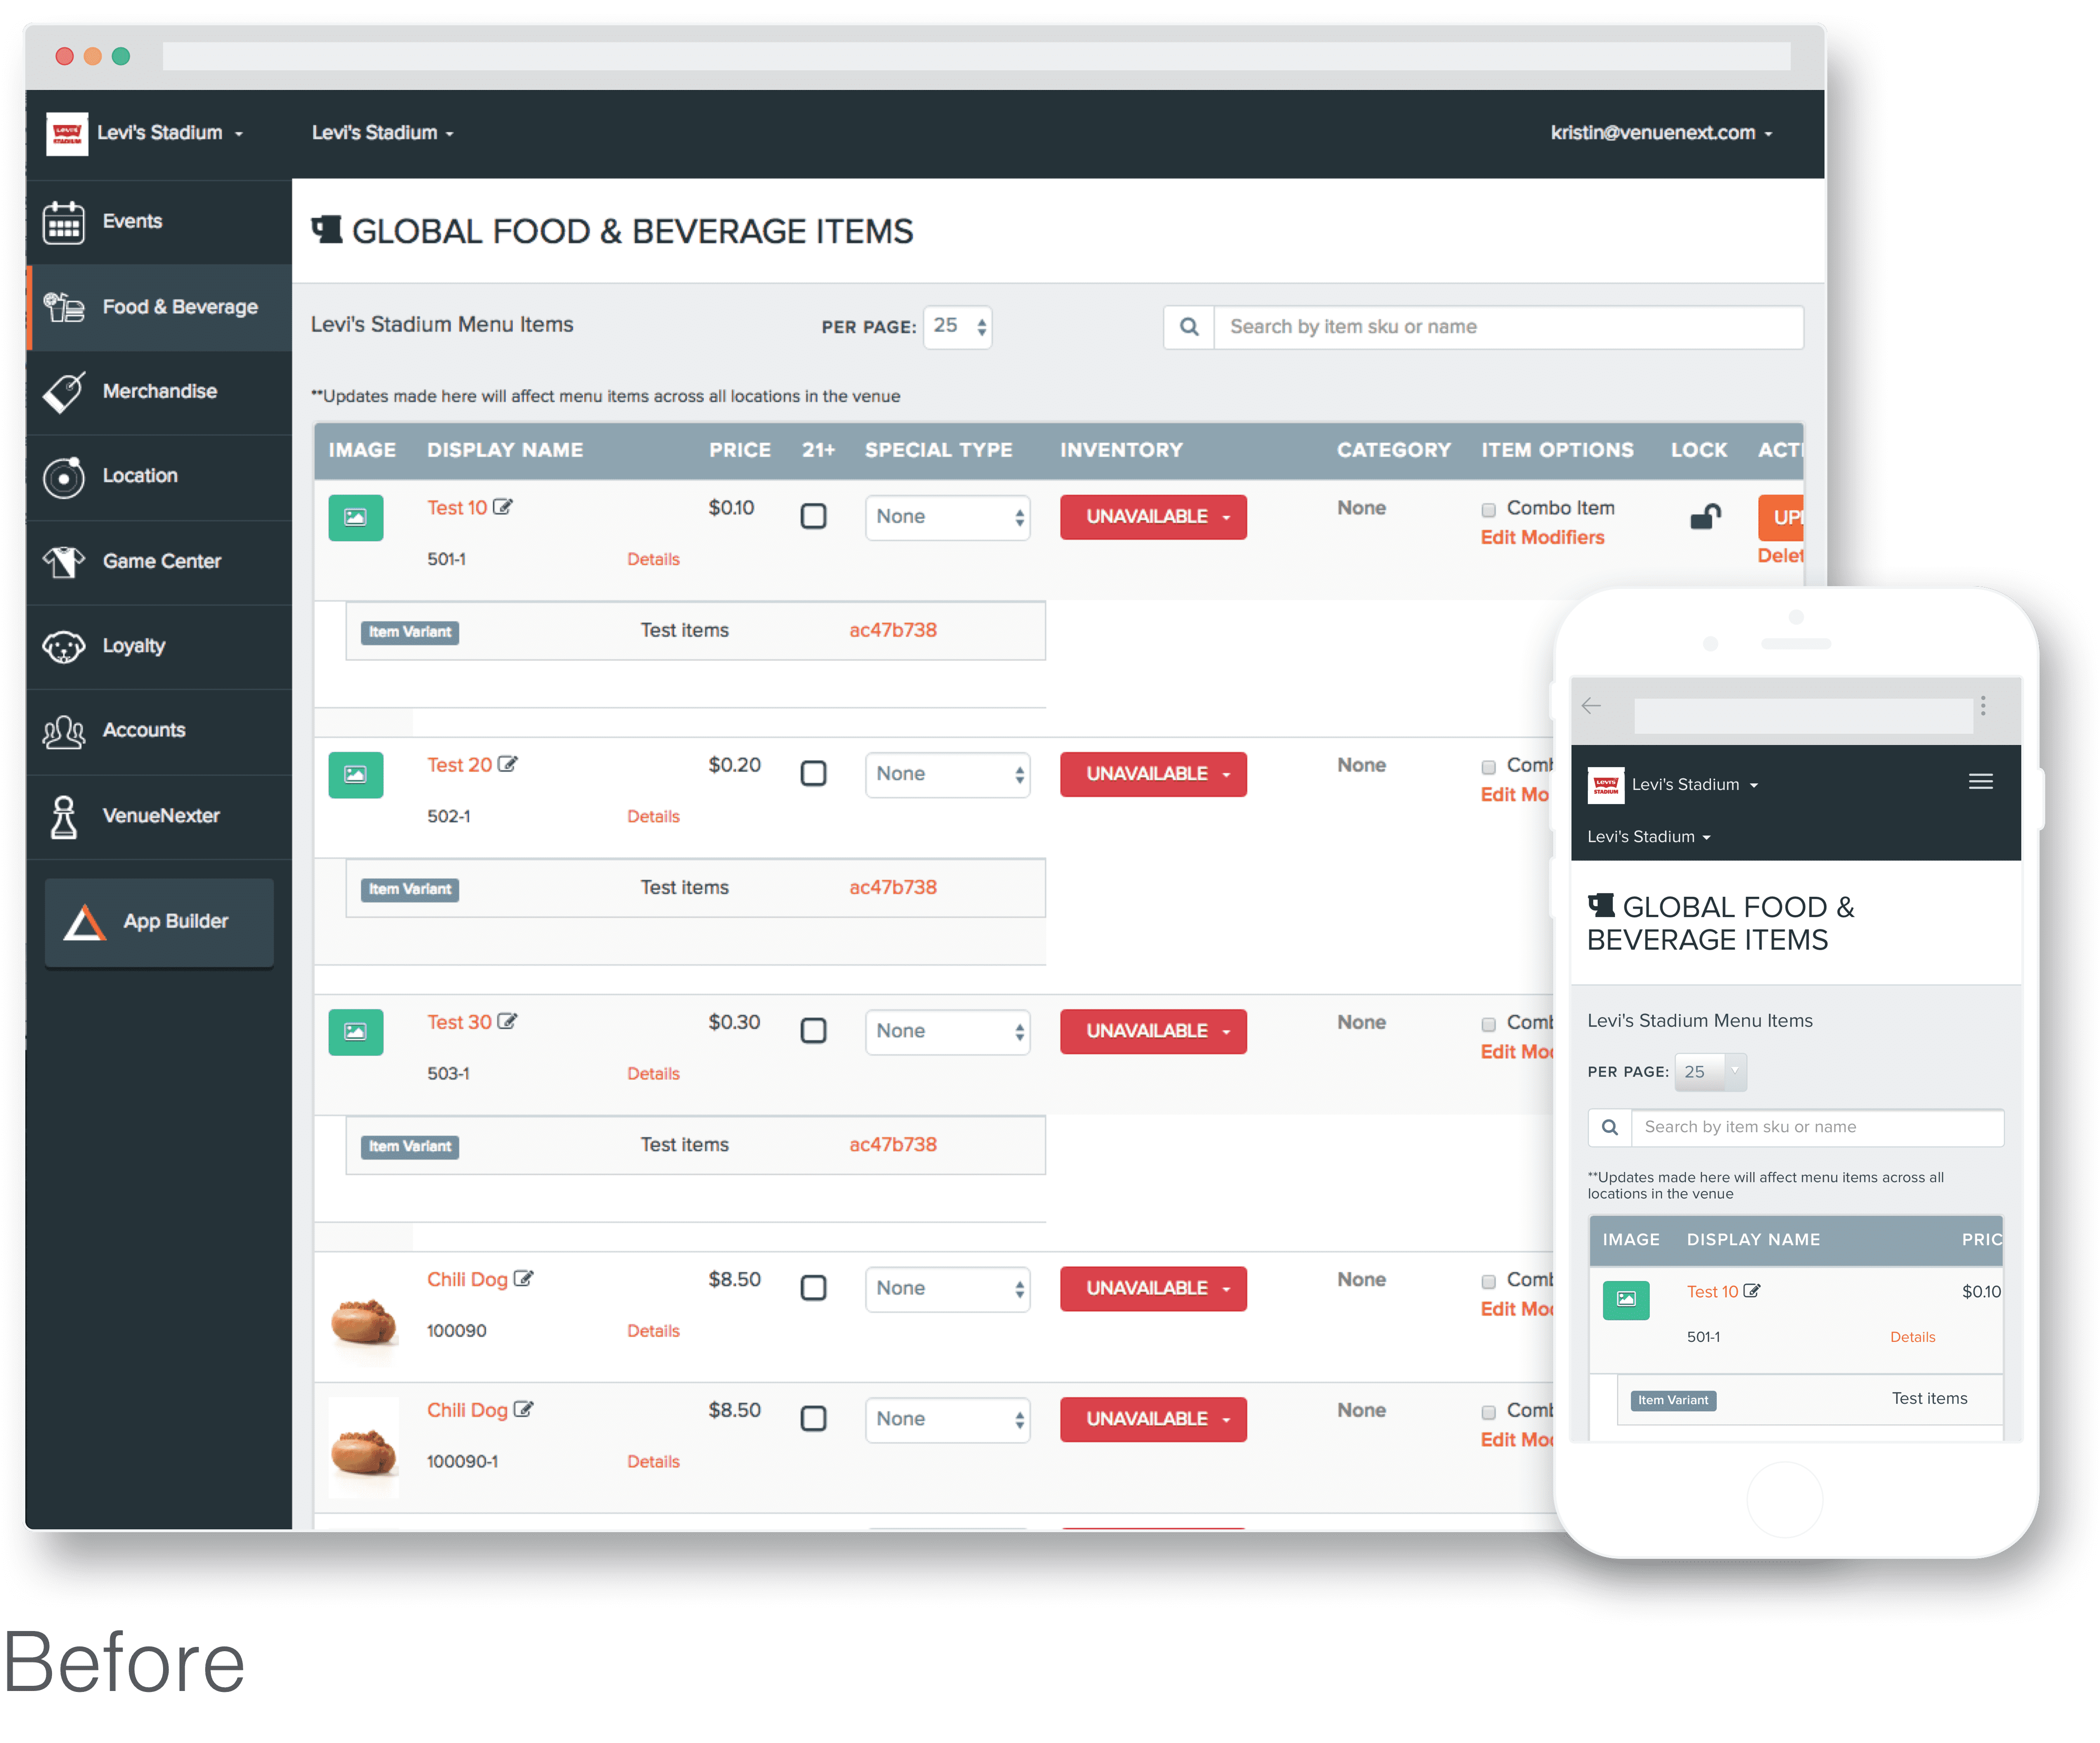 LEVI'S STADIUM Levi's Stadium Levi's Stadium kristin@venuenext.com
Events
Food & Beverage
Merchandise
Location
Game Center
Loyalty
Accounts
VenueNexter
App Builder
GLOBAL FOOD & BEVERAGE ITEMS
Levi's Stadium Menu Items PER PAGE: 25 Search by item sku or name
**Updates made here will affect menu items across all locations in the venue
IMAGE DISPLAY NAME PRICE 21+ SPECIAL TYPE INVENTORY CATEGORY ITEM OPTIONS LOCK ACTI
Test 10 $0.10 None UNAVAILABLE None Combo Item UPI
Edit Modifiers
501-1 Details Delet
Item Variant Test items ac47b738
Test 20 $0.20 None UNAVAILABLE None Comb
Edit Mo
502-1 Details
Item Variant Test items ac47b738
Test 30 $0.30 None UNAVAILABLE None Comb
Edit Mo
503-1 Details
Item Variant Test items ac47b738
Chili Dog $8.50 None UNAVAILABLE None Comb
Edit Mo
100090 Details
Chili Dog $8.50 None UNAVAILABLE None Comb
Edit Mo
100090-1 Details
LEVI'S STADIUM Levi's Stadium
Levi's Stadium
GLOBAL FOOD &
BEVERAGE ITEMS
Levi's Stadium Menu Items
PER PAGE: 25
Search by item sku or name
**Updates made here will affect menu items across all
locations in the venue
IMAGE DISPLAY NAME PRIC
Test 10 $0.10
501-1 Details
Item Variant Test items
Before